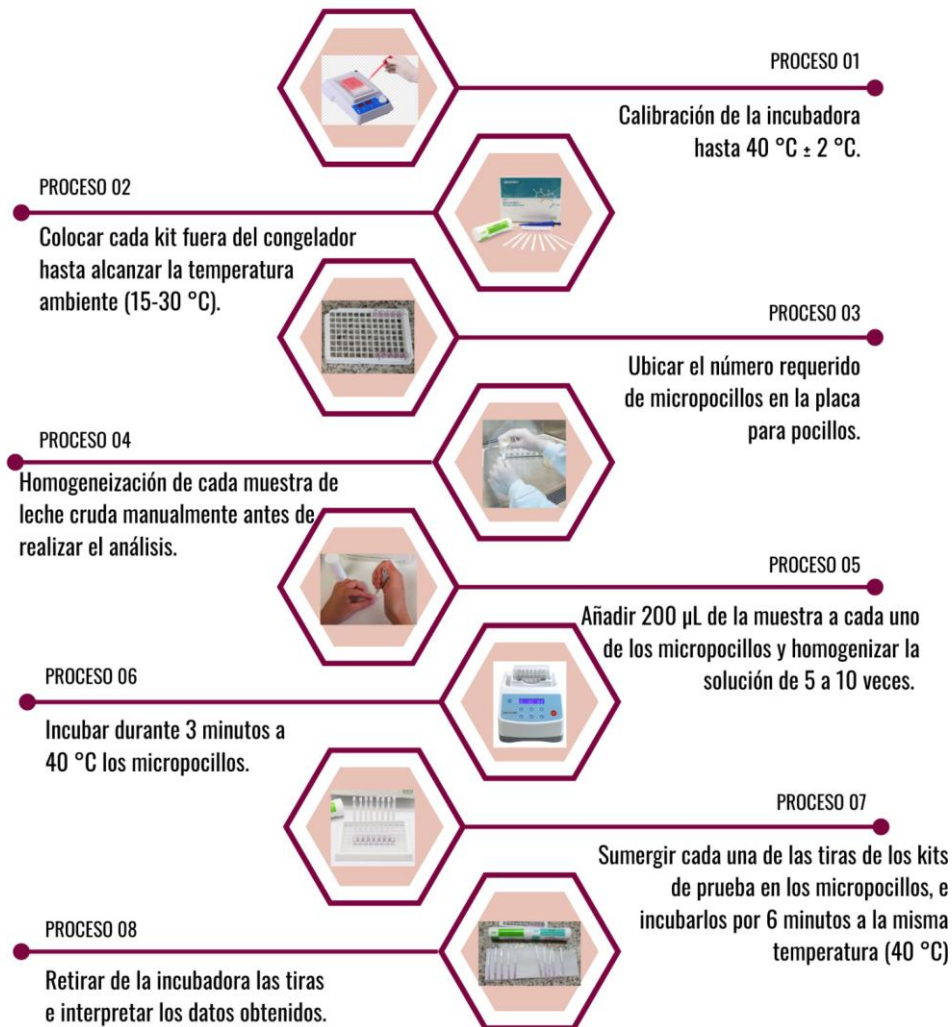 PROCESO 01
Calibración de la incubadora
hasta 40 °C ± 2 °C.
PROCESO 02
Colocar cada kit fuera del congelador
hasta alcanzar la temperatura
ambiente (15-30 °C).
PROCESO 03
Ubicar el número requerido
de micropocillos en la placa
para pocillos.
PROCESO 04
Homogeneización de cada muestra de
leche cruda manualmente antes de
realizar el análisis.
PROCESO 05
Añadir 200 µL de la muestra a cada uno
de los micropocillos y homogenizar la
solución de 5 a 10 veces.
PROCESO 06
Incubar durante 3 minutos a
40 °C los micropocillos.
PROCESO 07
Sumergir cada una de las tiras de los kits
de prueba en los micropocillos, e
incubarlos por 6 minutos a la misma
temperatura (40 °C)
PROCESO 08
Retirar de la incubadora las tiras
e interpretar los datos obtenidos.